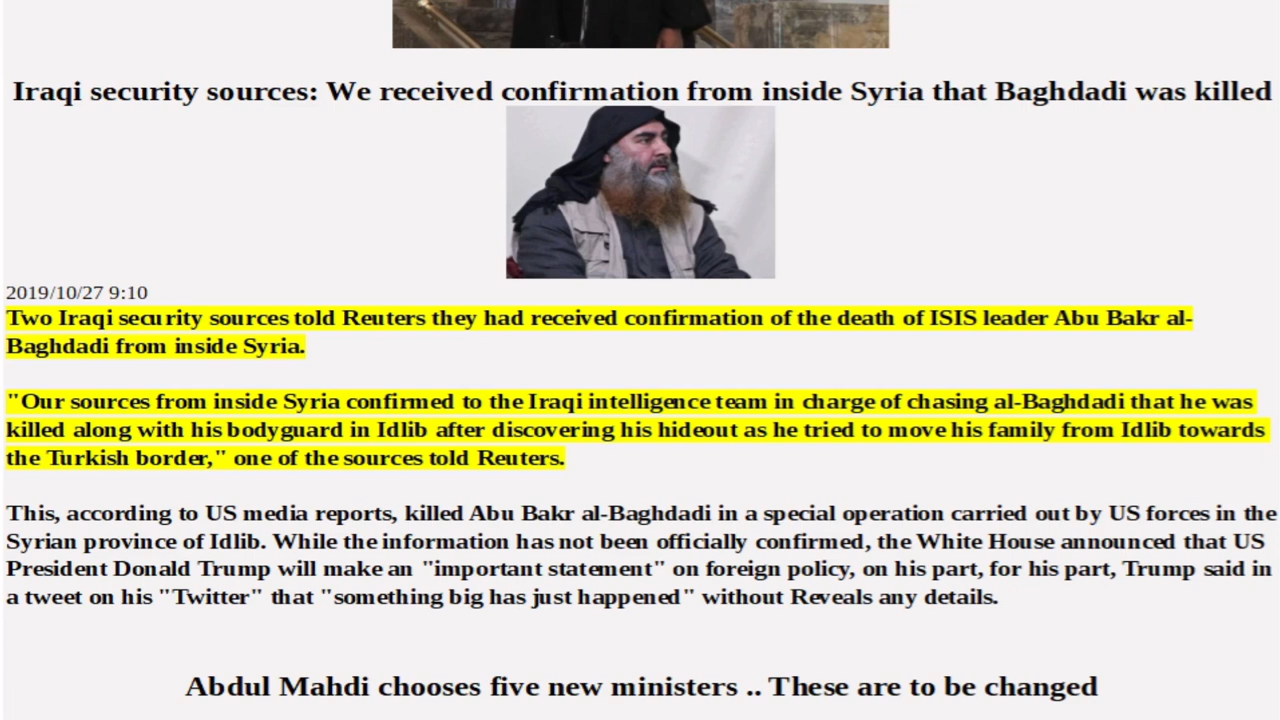 Iraqi security sources: We received confirmation from inside Syria that Baghdadi was killed
2019/10/27 9:10
Two Iraqi security sources told Reuters they had received confirmation of the death of ISIS leader Abu Bakr al-
Baghdadi from inside Syria.
"Our sources from inside Syria confirmed to the Iraqi intelligence team in charge of chasing al-Baghdadi that he was
killed along with his bodyguard in Idlib after discovering his hideout as he tried to move his family from Idlib towards
the Turkish border," one of the sources told Reuters.
This, according to US media reports, killed Abu Bakr al-Baghdadi in a special operation carried out by US forces in the
Syrian province of Idlib. While the information has not been officially confirmed, the White House announced that US
President Donald Trump will make an "important statement" on foreign policy, on his part, for his part, Trump said in
a tweet on his "Twitter" that "something big has just happened" without Reveals any details.
Abdul Mahdi chooses five new ministers .. These are to be changed